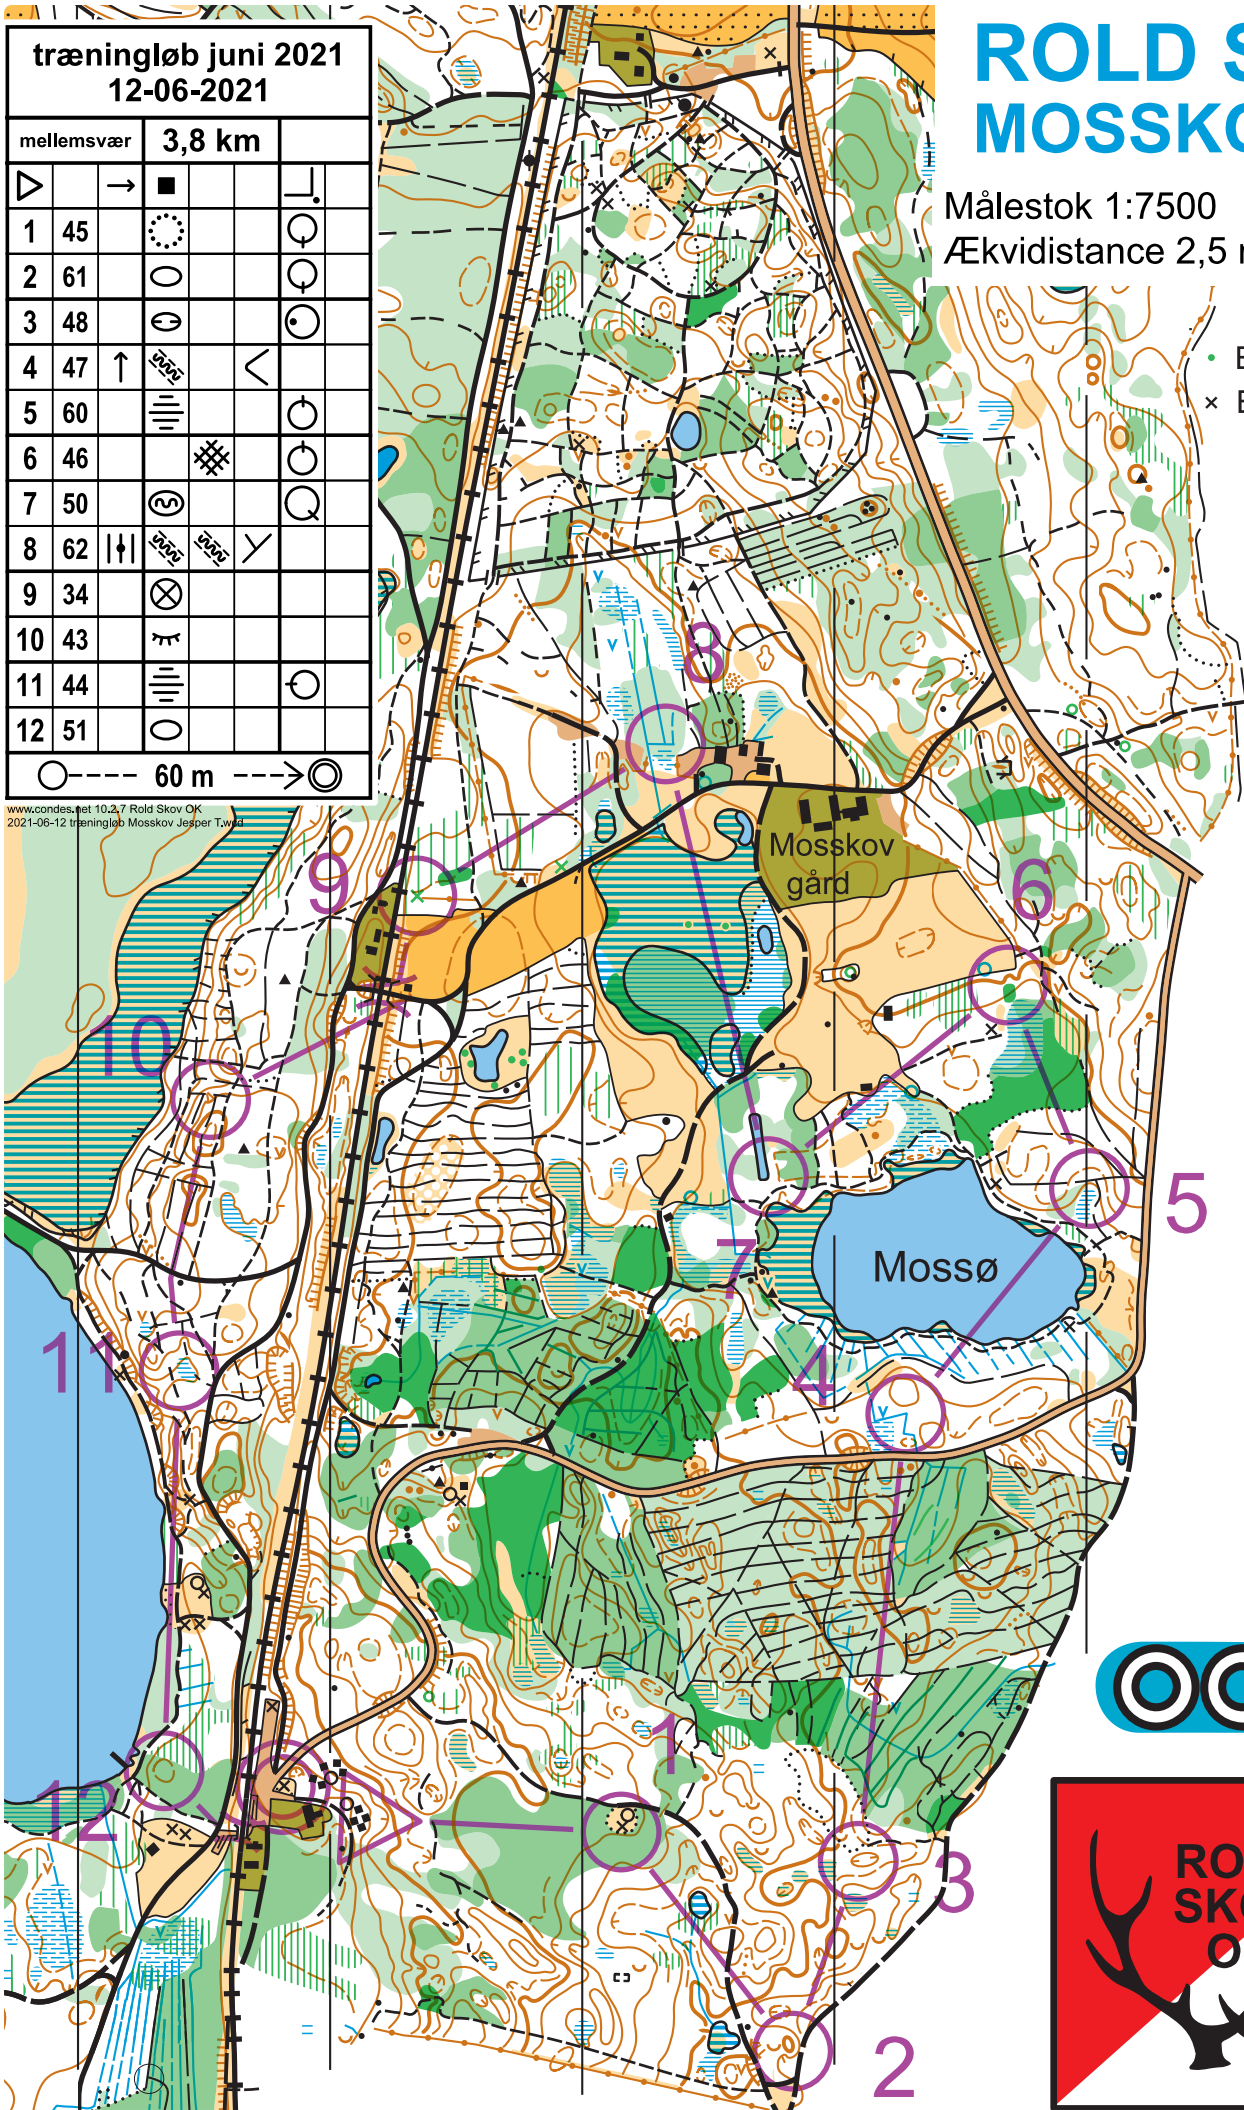 træningløb juni 2021
12-06-2021
mellemsvær 3,8 km
1 45
2 61
3 48
4 47
5 60
6 46
7 50
8 62
9 34
10 43
11 44
12 51
60 m
www.condes.net 10.2.7 Rold Skov OK
2021-06-12 træningløb Mosskov Jesper T.wcd
ROLD S
MOSSKO
Målestok 1:7500
Ækvidistance 2,5 m
E
E
8
Mosskov
gård
9
6
10
5
7
Mossø
11
4
1
12
3
2
RO
SKO
O